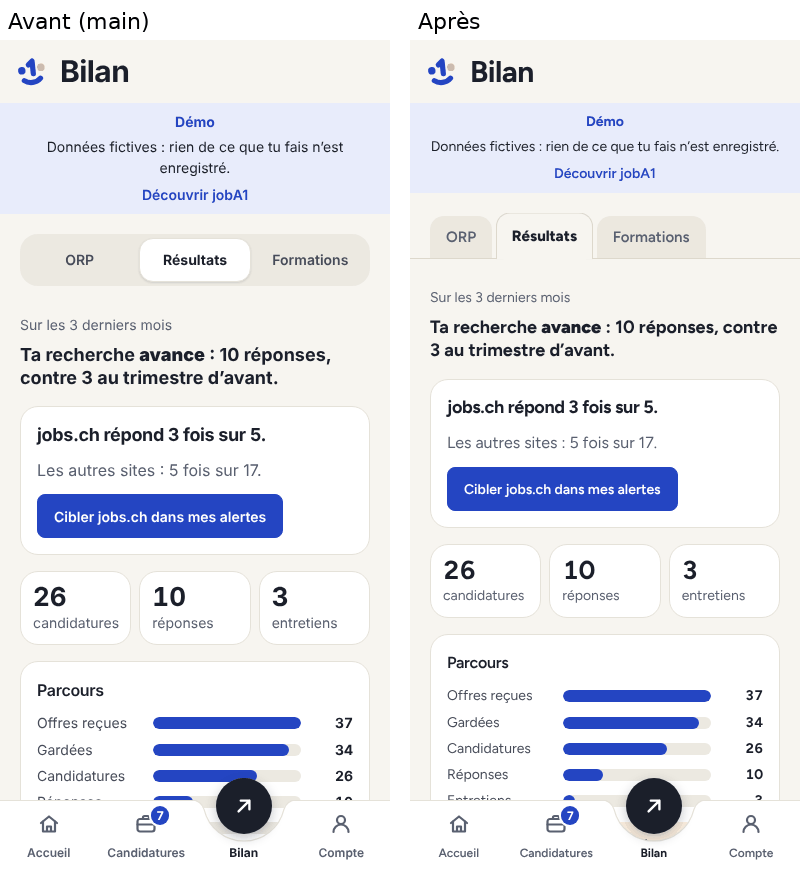 Avant (main)
Bilan
Démo
Données fictives : rien de ce que tu fais n’est
enregistré.
Découvrir jobA1
ORP
Résultats
Formations
Sur les 3 derniers mois
Ta recherche avance : 10 réponses,
contre 3 au trimestre d’avant.
jobs.ch répond 3 fois sur 5.
Les autres sites : 5 fois sur 17.
Cibler jobs.ch dans mes alertes
26
candidatures
10
réponses
3
entretiens
Parcours
Offres reçues 37
Gardées 34
Candidatures 26
Réponses 10
Accueil
7
Candidatures
Bilan
Compte
Après
Bilan
Démo
Données fictives : rien de ce que tu fais n’est enregistré.
Découvrir jobA1
ORP
Résultats
Formations
Sur les 3 derniers mois
Ta recherche avance : 10 réponses, contre
3 au trimestre d’avant.
jobs.ch répond 3 fois sur 5.
Les autres sites : 5 fois sur 17.
Cibler jobs.ch dans mes alertes
26
candidatures
10
réponses
3
entretiens
Parcours
Offres reçues 37
Gardées 34
Candidatures 26
Réponses 10
Entretiens 3
Accueil
7
Candidatures
Bilan
Compte